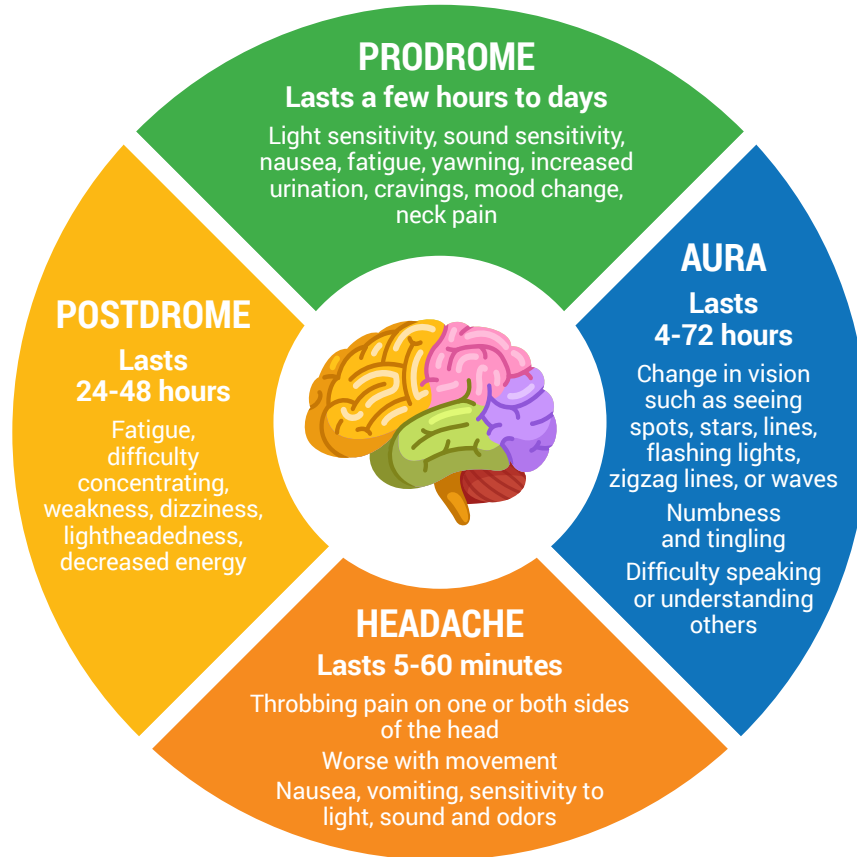 PRODROME
Lasts a few hours to days
Light sensitivity, sound sensitivity,
nausea, fatigue, yawning, increased
urination, cravings, mood change,
neck pain
AURA
Lasts
4-72 hours
Change in vision
such as seeing
spots, stars, lines,
flashing lights,
zigzag lines, or waves
Numbness
and tingling
Difficulty speaking
or understanding
others
HEADACHE
Lasts 5-60 minutes
Throbbing pain on one or both sides
of the head
Worse with movement
Nausea, vomiting, sensitivity to
light, sound and odors
POSTDROME
Lasts
24-48 hours
Fatigue,
difficulty
concentrating,
weakness, dizziness,
lightheadedness,
decreased energy